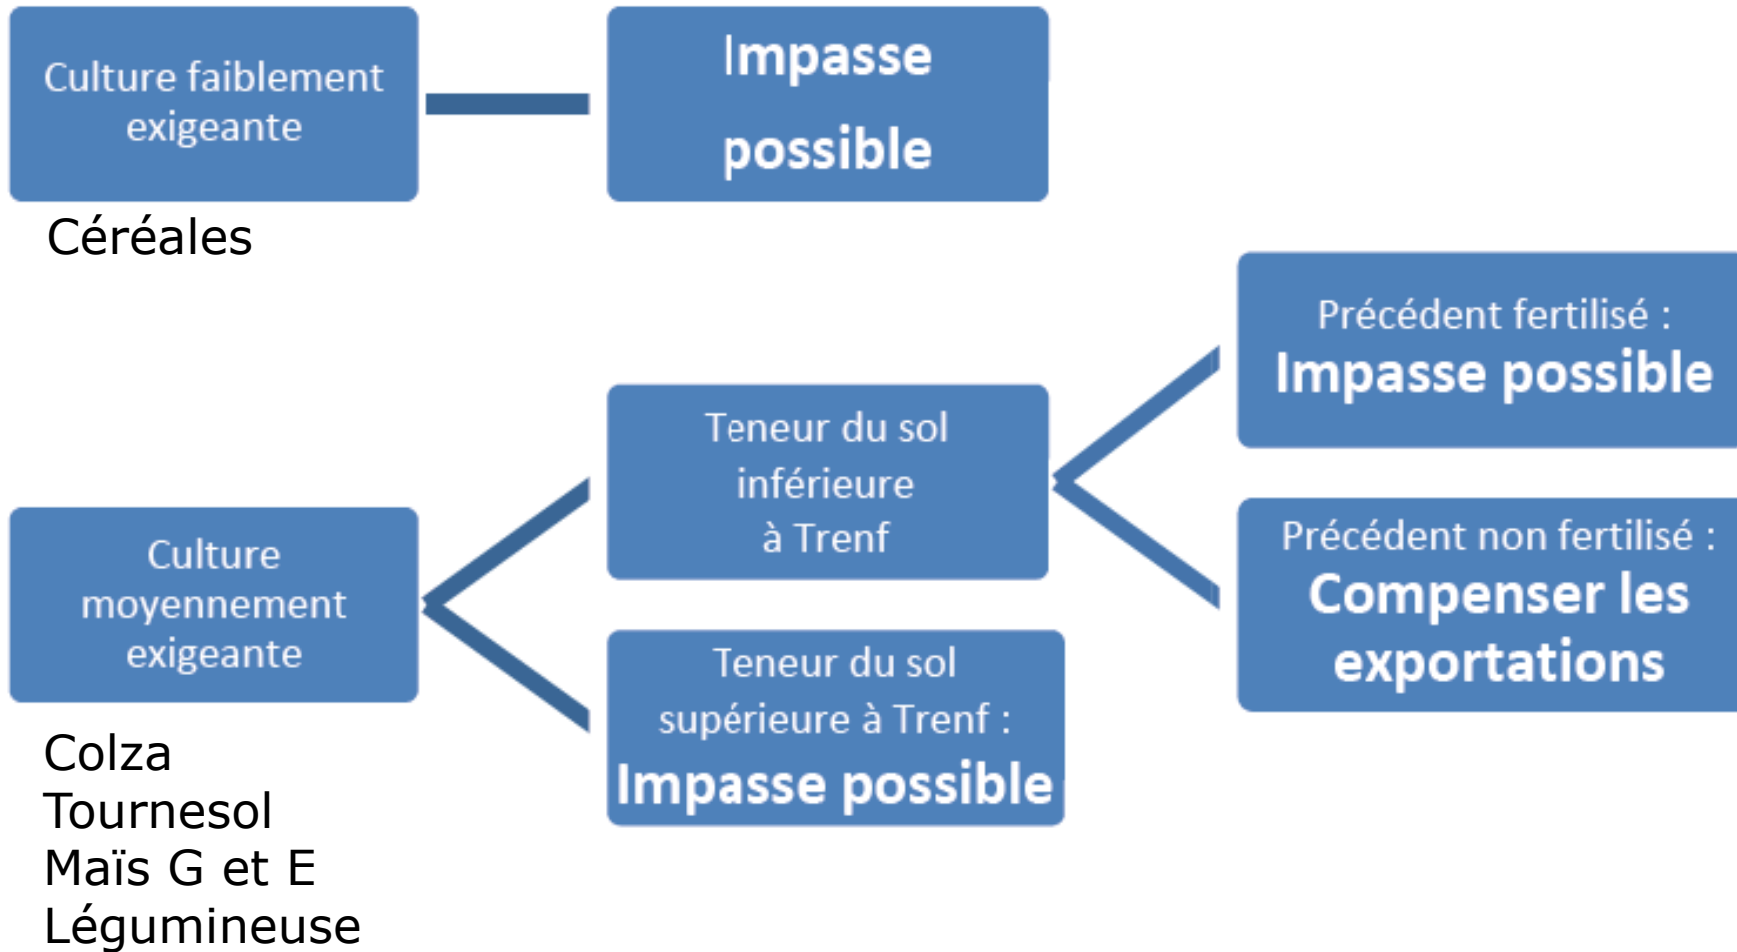 Culture faiblement
exigeante
Impasse
possible
Céréales
Culture
moyennement
exigeante
Colza
Tournesol
Maïs G et E
Légumineuse
Teneur du sol
inférieure
à Trenf
Précédent fertilisé :
Impasse possible
Précédent non fertilisé :
Compenser les
exportations
Teneur du sol
supérieure à Trenf :
Impasse possible